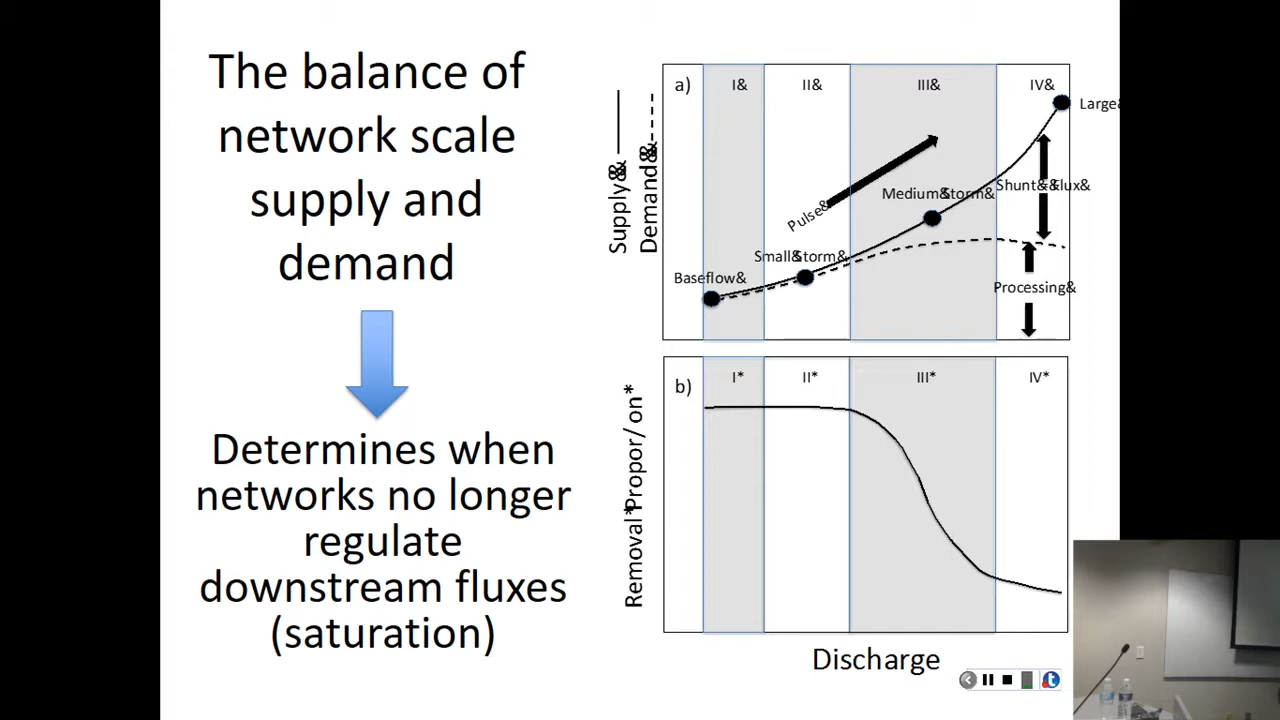 The balance of
network scale
supply and
demand
Determines when
networks no longer
regulate
downstream fluxes
(saturation)
a)
I&
II&
III&
IV&
Supply&
Demand&
Large&
Shunt& Flux&
Medium& Storm&
Pulse&
Small& Storm&
Baseflow&
Processing&
b)
I*
II*
III*
IV*
Removal* Propor/ on*
Discharge